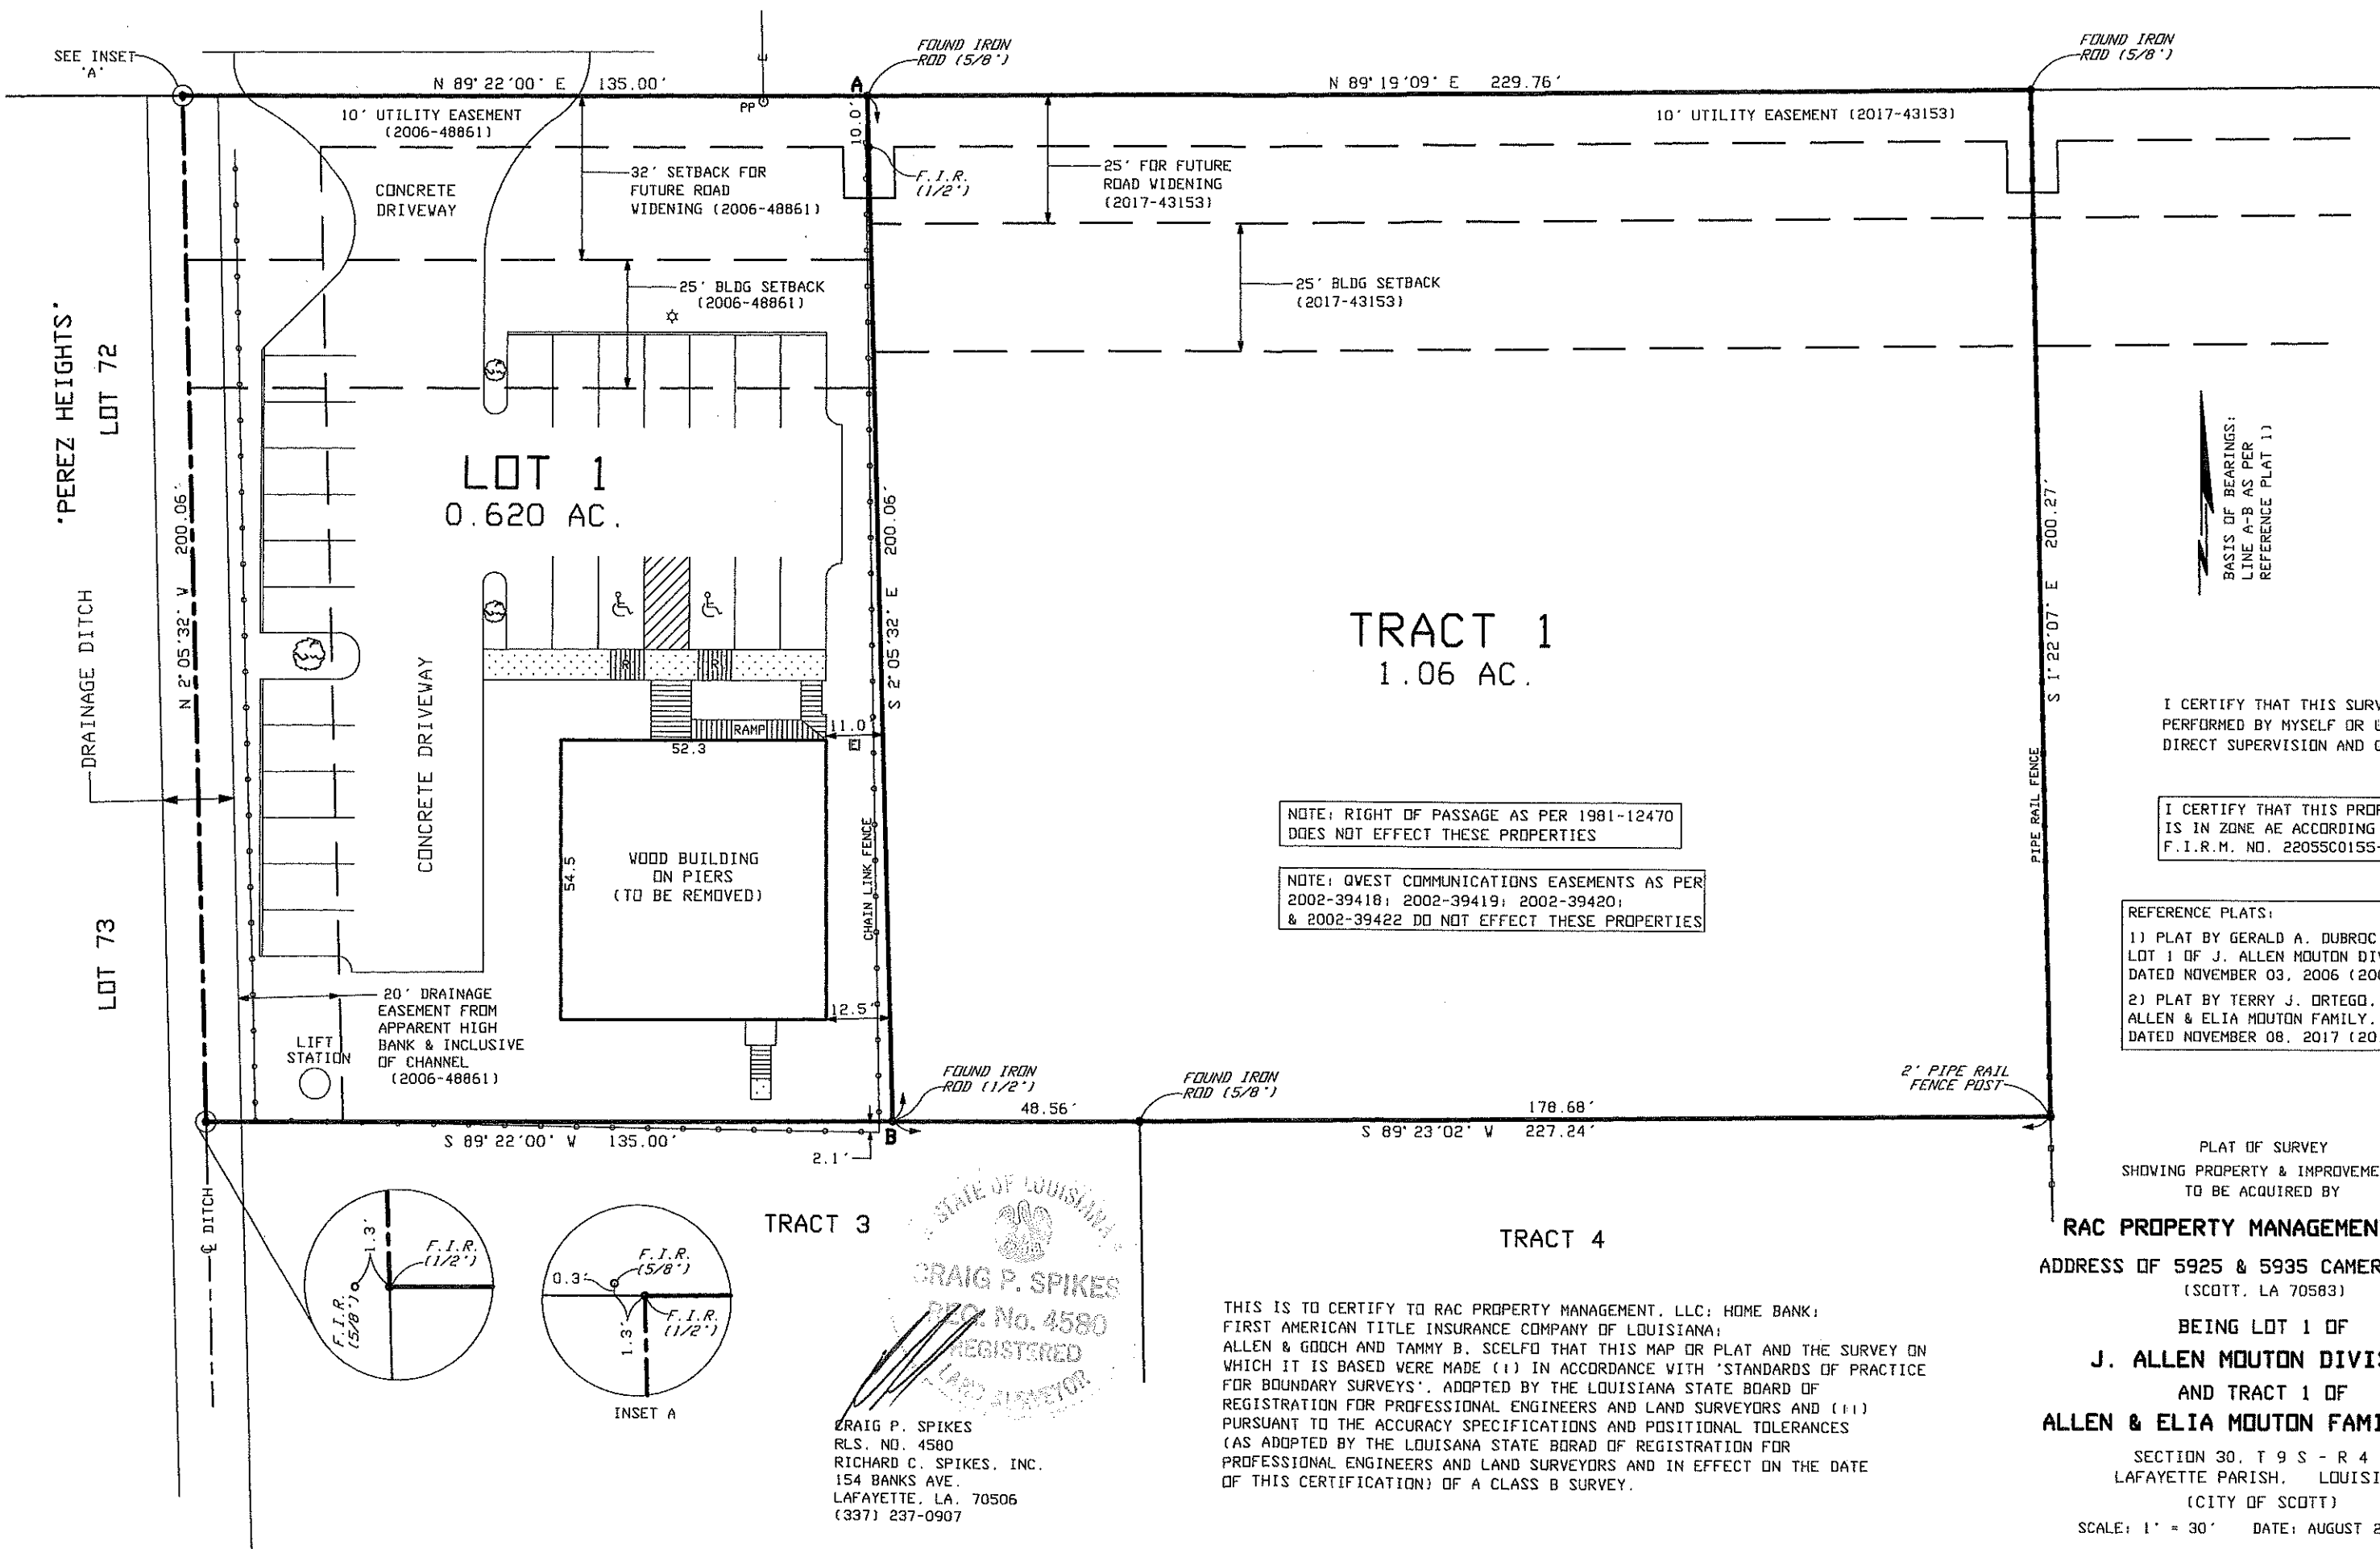 SEE INSET
"A"
N 89°22'00" E    135.00'
FOUND IRON
ROD (5/8")
A
N 89°19'09" E    229.76'
FOUND IRON
ROD (5/8")
10' UTILITY EASEMENT
(2006-48861)
PP
10.0'
10' UTILITY EASEMENT (2017-43153)
CONCRETE
DRIVEWAY
32' SETBACK FOR
FUTURE ROAD
WIDENING (2006-48861)
F.I.R.
(1/2")
25' FOR FUTURE
ROAD WIDENING
(2017-43153)
25' BLDG SETBACK
(2006-48861)
25' BLDG SETBACK
(2017-43153)
"PEREZ HEIGHTS"
LOT 72
DRAINAGE DITCH
LOT 73
N 2°05'32" W    200.06'
LOT 1
0.620 AC.
S 2°05'32" E    200.06'
TRACT 1
1.06 AC.
S 1°22'07" E    200.27'
BASIS OF BEARINGS:
LINE A-B AS PER
REFERENCE PLAT 1)
CONCRETE DRIVEWAY
R
R
RAMP
52.3
11.0'
E
54.5
WOOD BUILDING
ON PIERS
(TO BE REMOVED)
CHAIN LINK FENCE
12.5'
PIPE RAIL FENCE
NOTE: RIGHT OF PASSAGE AS PER 1981-12470
DOES NOT EFFECT THESE PROPERTIES
NOTE: QWEST COMMUNICATIONS EASEMENTS AS PER
2002-39418; 2002-39419; 2002-39420;
& 2002-39422 DO NOT EFFECT THESE PROPERTIES
I CERTIFY THAT THIS SURV
PERFORMED BY MYSELF OR U
DIRECT SUPERVISION AND C
I CERTIFY THAT THIS PROP
IS IN ZONE AE ACCORDING
F.I.R.M. NO. 22055C0155-
REFERENCE PLATS:
1) PLAT BY GERALD A. DUBROC
LOT 1 OF J. ALLEN MOUTON DIV
DATED NOVEMBER 03, 2006 (200
2) PLAT BY TERRY J. ORTEGO,
ALLEN & ELIA MOUTON FAMILY,
DATED NOVEMBER 08, 2017 (20
20' DRAINAGE
EASEMENT FROM
APPARENT HIGH
BANK & INCLUSIVE
OF CHANNEL
(2006-48861)
LIFT
STATION
S 89°22'00" W    135.00'
2.1'
B
FOUND IRON
ROD (1/2")
48.56'
FOUND IRON
ROD (5/8")
178.68'
S 89°23'02" W    227.24'
2" PIPE RAIL
FENCE POST
℄ DITCH
1.3'
F.I.R.
(1/2")
F.I.R.
(5/8")
0.3'
F.I.R.
(5/8")
F.I.R.
(1/2")
1.3'
INSET A
TRACT 3
TRACT 4
STATE OF LOUISIANA
CRAIG P. SPIKES
REG. No. 4580
REGISTERED
LAND SURVEYOR
CRAIG P. SPIKES
RLS. NO. 4580
RICHARD C. SPIKES, INC.
154 BANKS AVE.
LAFAYETTE, LA. 70506
(337) 237-0907
THIS IS TO CERTIFY TO RAC PROPERTY MANAGEMENT, LLC; HOME BANK;
FIRST AMERICAN TITLE INSURANCE COMPANY OF LOUISIANA;
ALLEN & GOOCH AND TAMMY B. SCELFO THAT THIS MAP OR PLAT AND THE SURVEY ON
WHICH IT IS BASED WERE MADE (i) IN ACCORDANCE WITH "STANDARDS OF PRACTICE
FOR BOUNDARY SURVEYS", ADOPTED BY THE LOUISIANA STATE BOARD OF
REGISTRATION FOR PROFESSIONAL ENGINEERS AND LAND SURVEYORS AND (ii)
PURSUANT TO THE ACCURACY SPECIFICATIONS AND POSITIONAL TOLERANCES
(AS ADOPTED BY THE LOUISANA STATE BORAD OF REGISTRATION FOR
PROFESSIONAL ENGINEERS AND LAND SURVEYORS AND IN EFFECT ON THE DATE
OF THIS CERTIFICATION) OF A CLASS B SURVEY.
PLAT OF SURVEY
SHOWING PROPERTY & IMPROVEME
TO BE ACQUIRED BY
RAC PROPERTY MANAGEMEN
ADDRESS OF 5925 & 5935 CAMER
(SCOTT, LA 70583)
BEING LOT 1 OF
J. ALLEN MOUTON DIVIS
AND TRACT 1 OF
ALLEN & ELIA MOUTON FAMI
SECTION 30, T 9 S - R 4
LAFAYETTE PARISH,    LOUISI
(CITY OF SCOTT)
SCALE: 1" = 30'    DATE: AUGUST 2